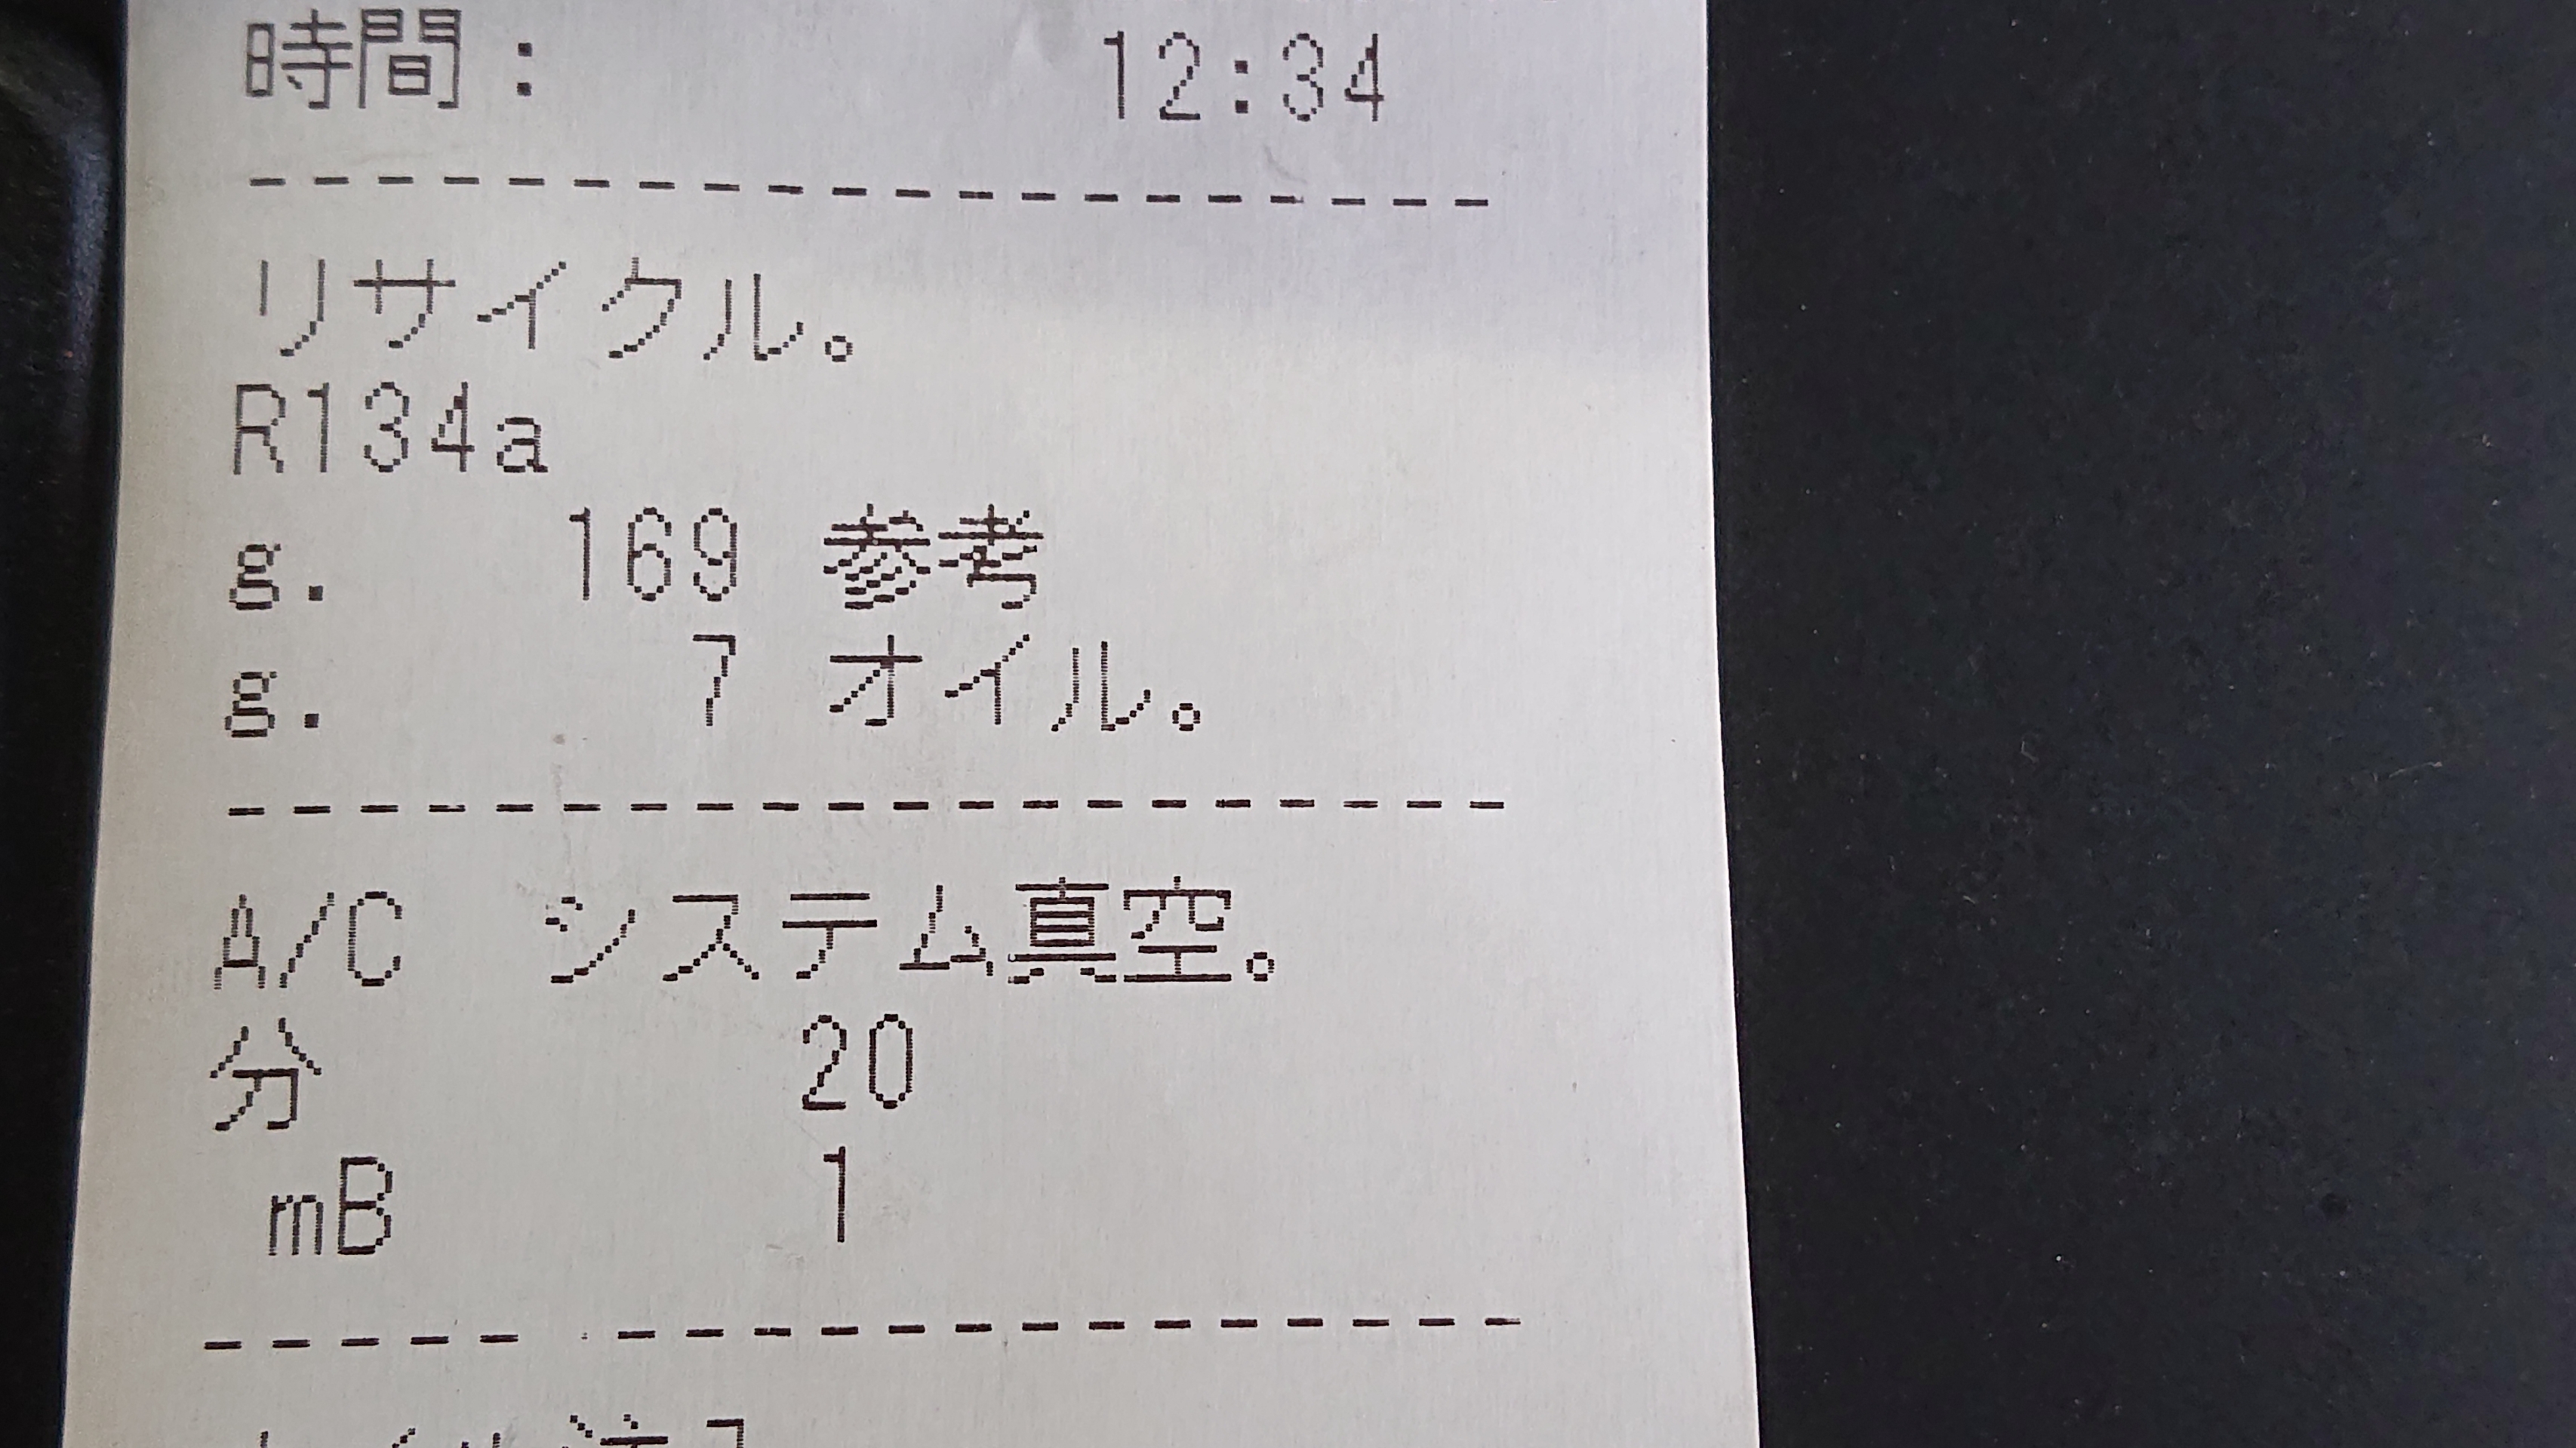 時間： 12:34
--------------------
リサイクル。
R134a
g. 169 参考
g. 7 オイル。
--------------------
A/C システム真空。
分 20
mB 1
--------------------